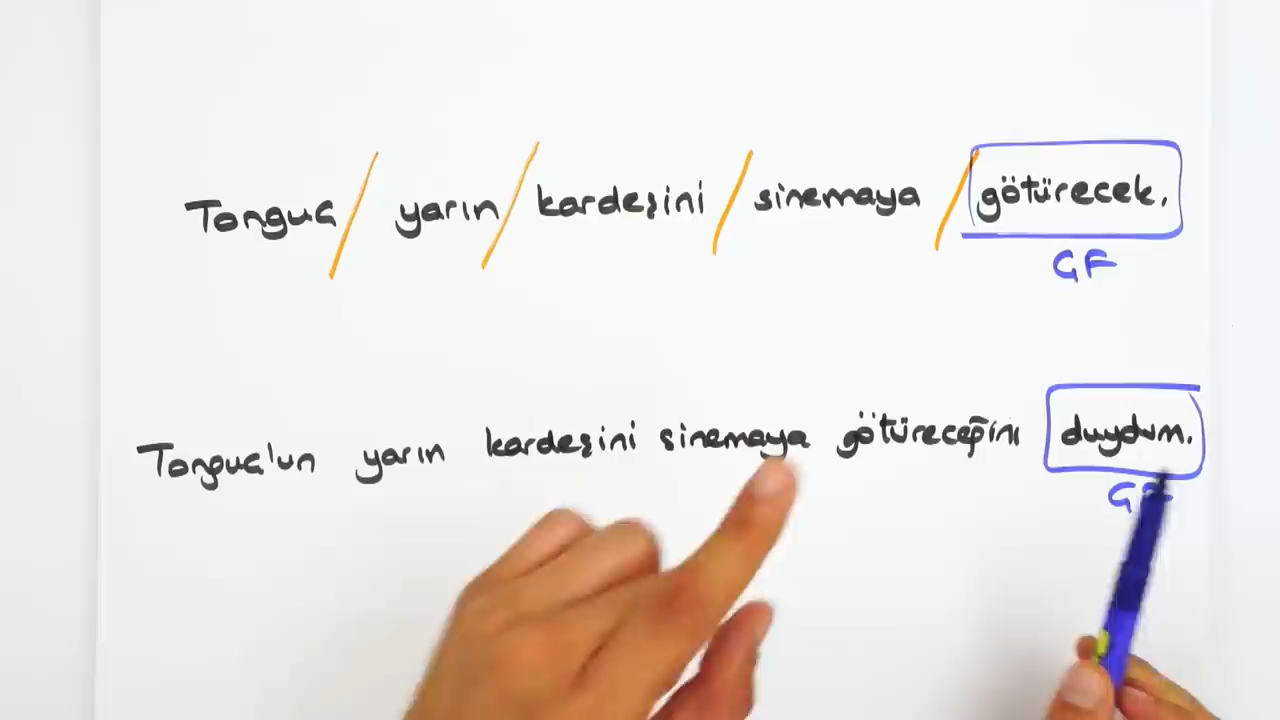 Tonguç / yarın / kardeşini / sinemaya / götürecek.
GF
Tonguç'un yarın kardeşini sinemaya götüreceğini duydum.